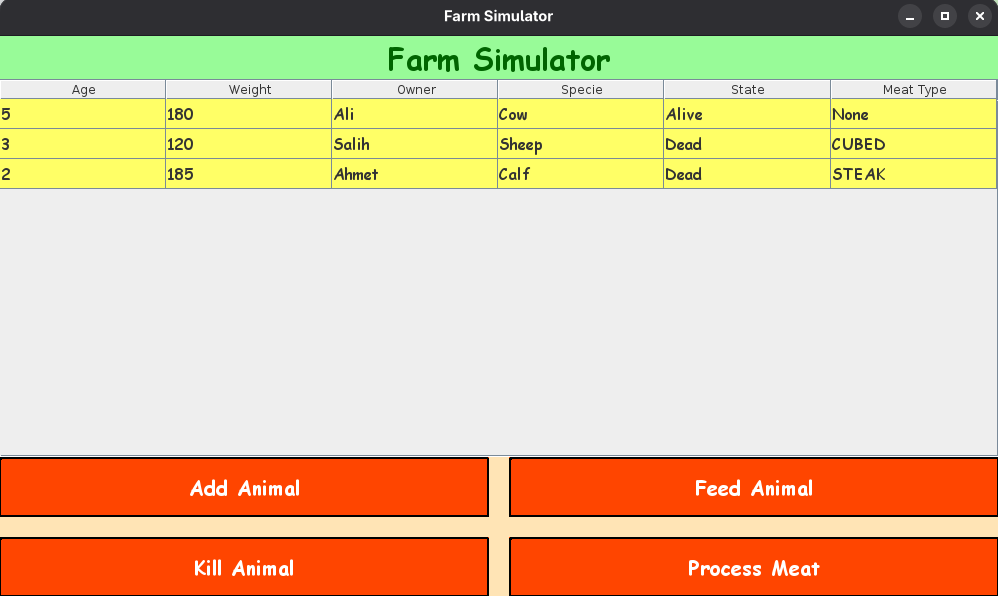 Farm Simulator
Farm Simulator
Age Weight Owner Specie State Meat Type
5 180 Ali Cow Alive None
3 120 Salih Sheep Dead CUBED
2 185 Ahmet Calf Dead STEAK
Add Animal Feed Animal
Kill Animal Process Meat